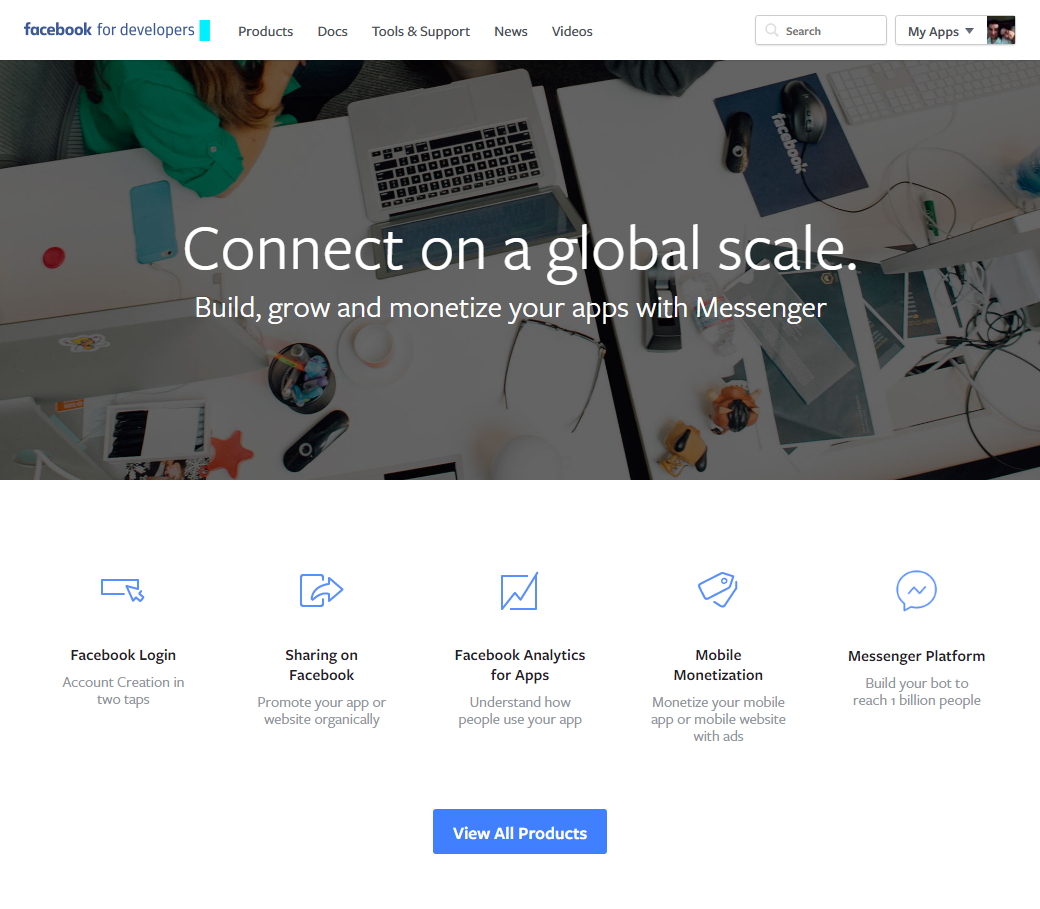 facebook for developers
Products
Docs
Tools & Support
News
Videos
Search
My Apps
facebook
Connect on a global scale.
Build, grow and monetize your apps with Messenger
Facebook Login
Account Creation in
two taps
Sharing on
Facebook
Promote your app or
website organically
Facebook Analytics
for Apps
Understand how
people use your app
Mobile
Monetization
Monetize your mobile
app or mobile website
with ads
Messenger Platform
Build your bot to
reach 1 billion people
View All Products